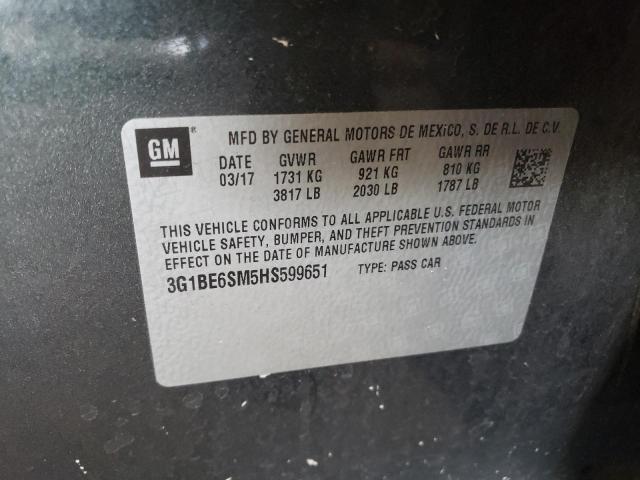 GM ®
MFD BY GENERAL MOTORS DE MEXiCO, S. DE R.L. DE C.V.
DATE GVWR GAWR FRT GAWR RR
03/17 1731 KG 921 KG 810 KG
3817 LB 2030 LB 1787 LB
THIS VEHICLE CONFORMS TO ALL APPLICABLE U.S. FEDERAL MOTOR
VEHICLE SAFETY, BUMPER, AND THEFT PREVENTION STANDARDS IN
EFFECT ON THE DATE OF MANUFACTURE SHOWN ABOVE.
3G1BE6SM5HS599651 TYPE: PASS CAR